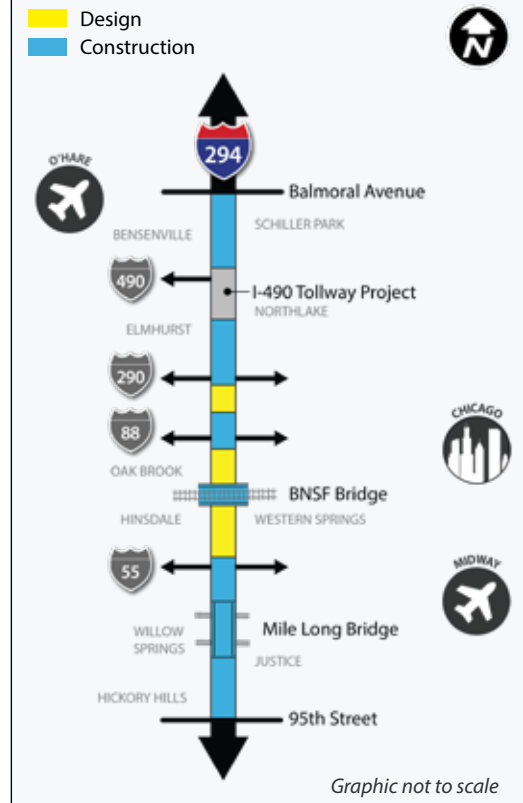 Design
Construction
N
294
O'HARE
Balmoral Avenue
BENSENVILLE
SCHILLER PARK
490
I-490 Tollway Project
NORTHLAKE
ELMHURST
290
88
CHICAGO
OAK BROOK
BNSF Bridge
HINSDALE
WESTERN SPRINGS
55
MIDWAY
WILLOW
SPRINGS
Mile Long Bridge
JUSTICE
HICKORY HILLS
95th Street
Graphic not to scale